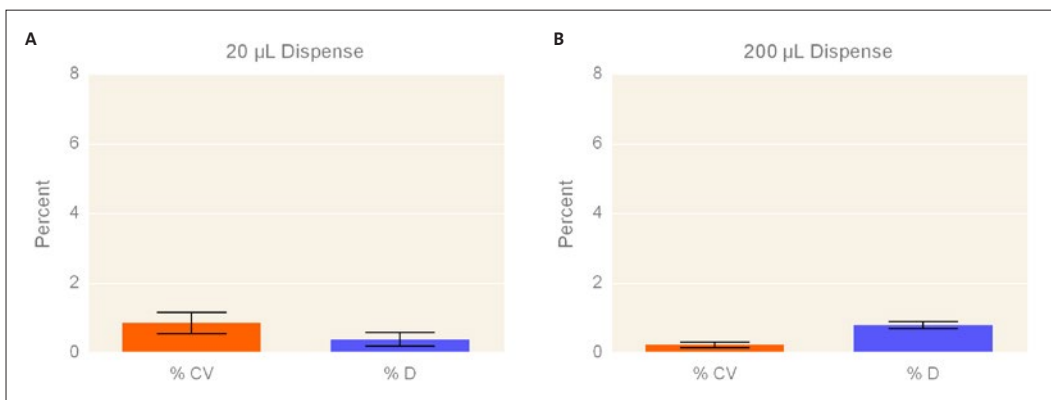 A
20 µL Dispense
Percent
8
6
4
2
0
% CV
% D
B
200 µL Dispense
Percent
8
6
4
2
0
% CV
% D